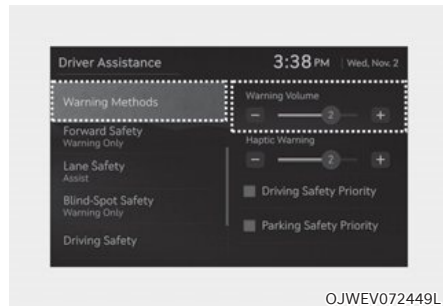 Driver Assistance
3:38 PM | Wed, Nov. 2
Warning Methods
Forward Safety
Warning Only
Lane Safety
Assist
Blind-Spot Safety
Warning Only
Driving Safety
Warning Volume
− 2 +
Haptic Warning
− 2 +
Driving Safety Priority
Parking Safety Priority
OJWEV072449L